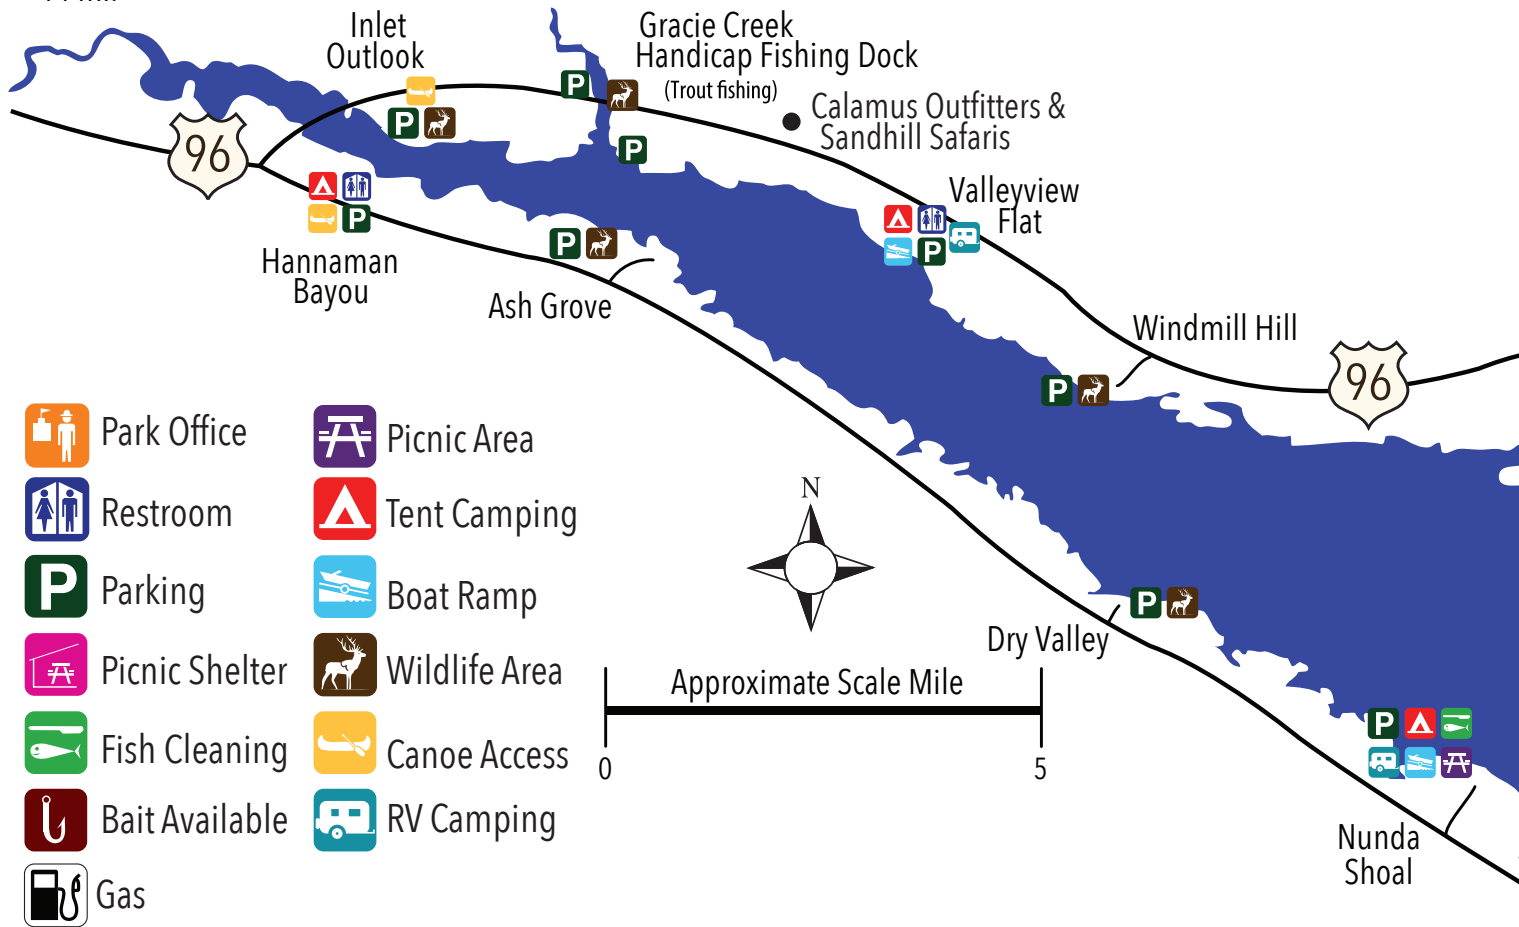 Inlet
Outlook
Gracie Creek
Handicap Fishing Dock
(Trout fishing)
Calamus Outfitters &
Sandhill Safaris
P
P
P
P
96
Valleyview
Flat
P
P
P
Hannaman
Bayou
Ash Grove
Windmill Hill
96
P
Park Office
Picnic Area
Restroom
Tent Camping
N
P
Parking
Boat Ramp
P
Dry Valley
Picnic Shelter
Wildlife Area
Approximate Scale Mile
0
5
P
Fish Cleaning
Canoe Access
Bait Available
RV Camping
Nunda
Shoal
Gas